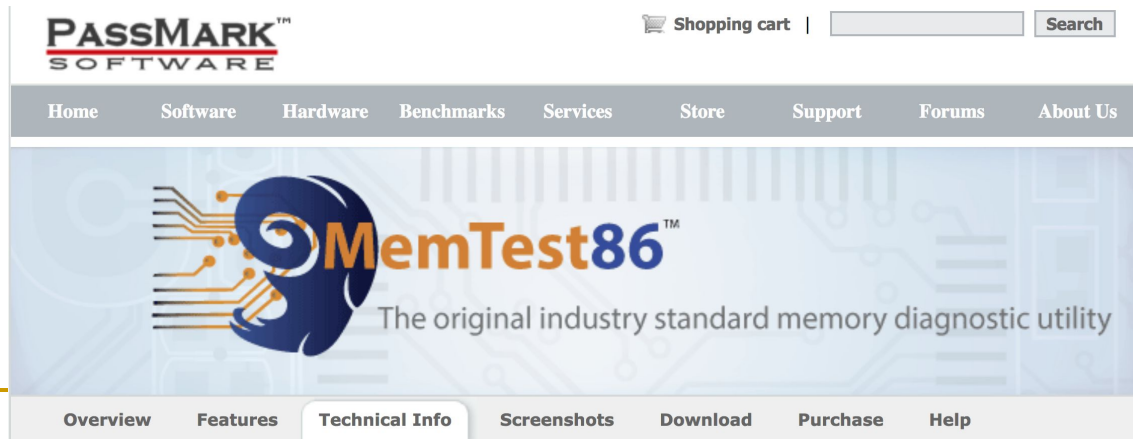 PASSMARK™
SOFTWARE
Shopping cart | Search
Home Software Hardware Benchmarks Services Store Support Forums About Us
MemTest86™
The original industry standard memory diagnostic utility
Overview Features Technical Info Screenshots Download Purchase Help